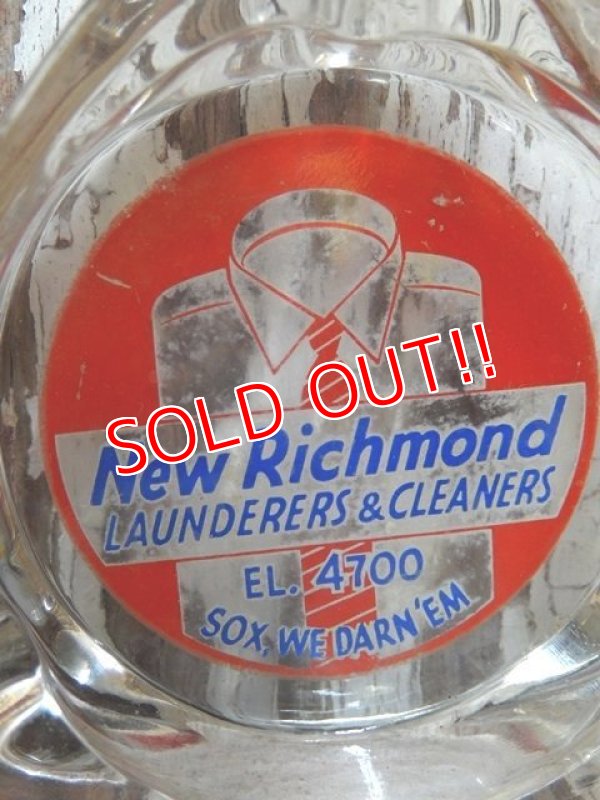 SOLD OUT!!
New Richmond
LAUNDERERS & CLEANERS
EL. 4700
SOX, WE DARN 'EM